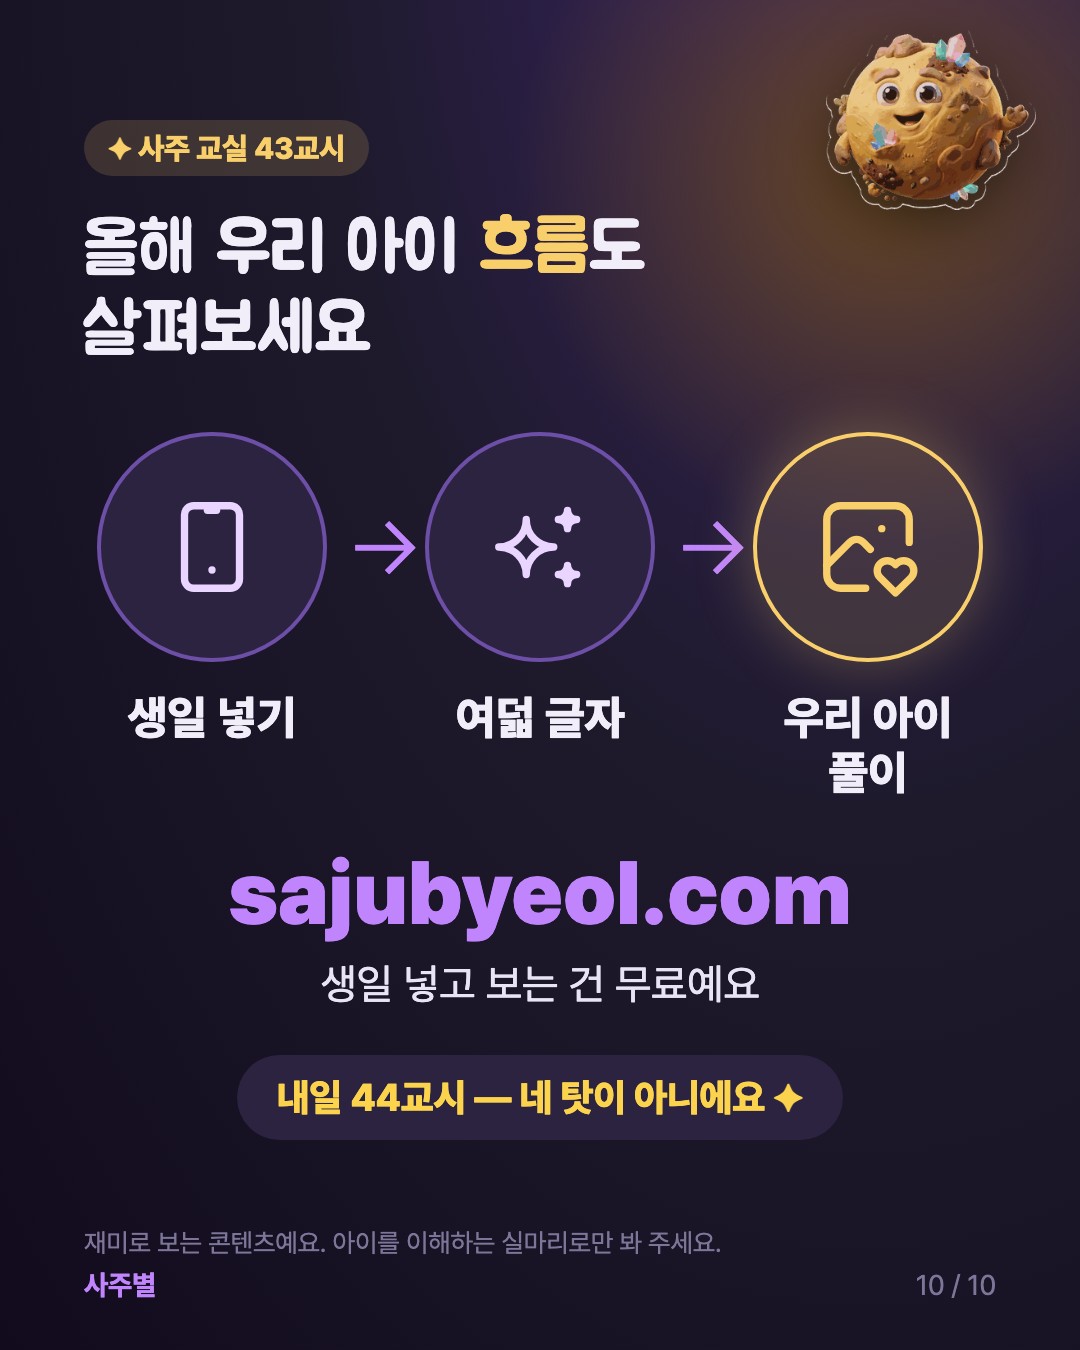 ✦ 사주 교실 43교시
올해 우리 아이 흐름도
살펴보세요
생일 넣기
여덟 글자
우리 아이
풀이
sajubyeol.com
생일 넣고 보는 건 무료예요
내일 44교시 — 네 탓이 아니에요 ✦
재미로 보는 콘텐츠예요. 아이를 이해하는 실마리로만 봐 주세요.
사주별
10 / 10